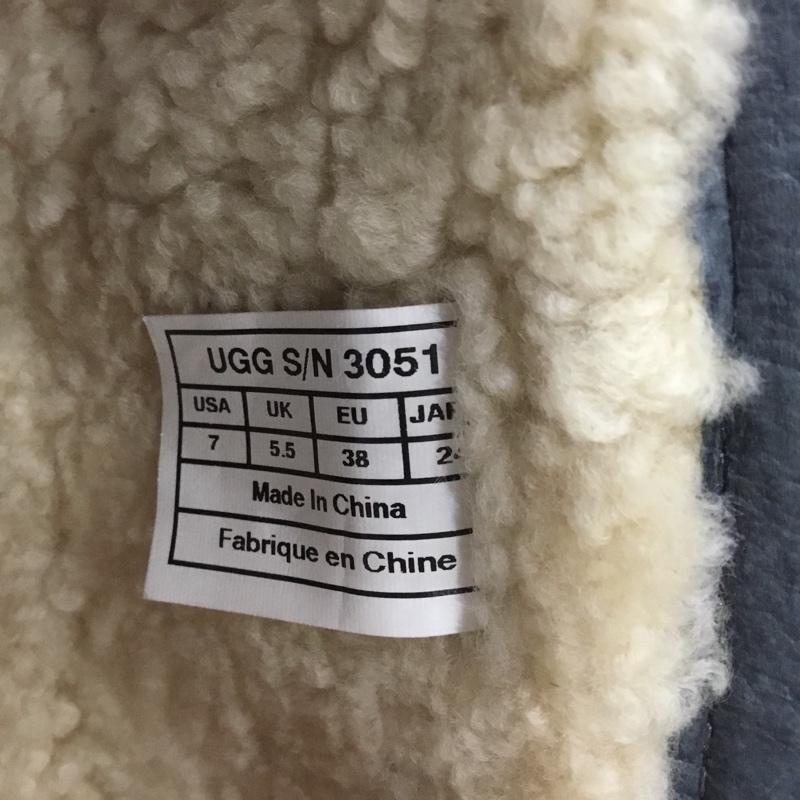 UGG S/N 3051
USA UK EU
7 5.5 38
Made In China
Fabrique en Chine